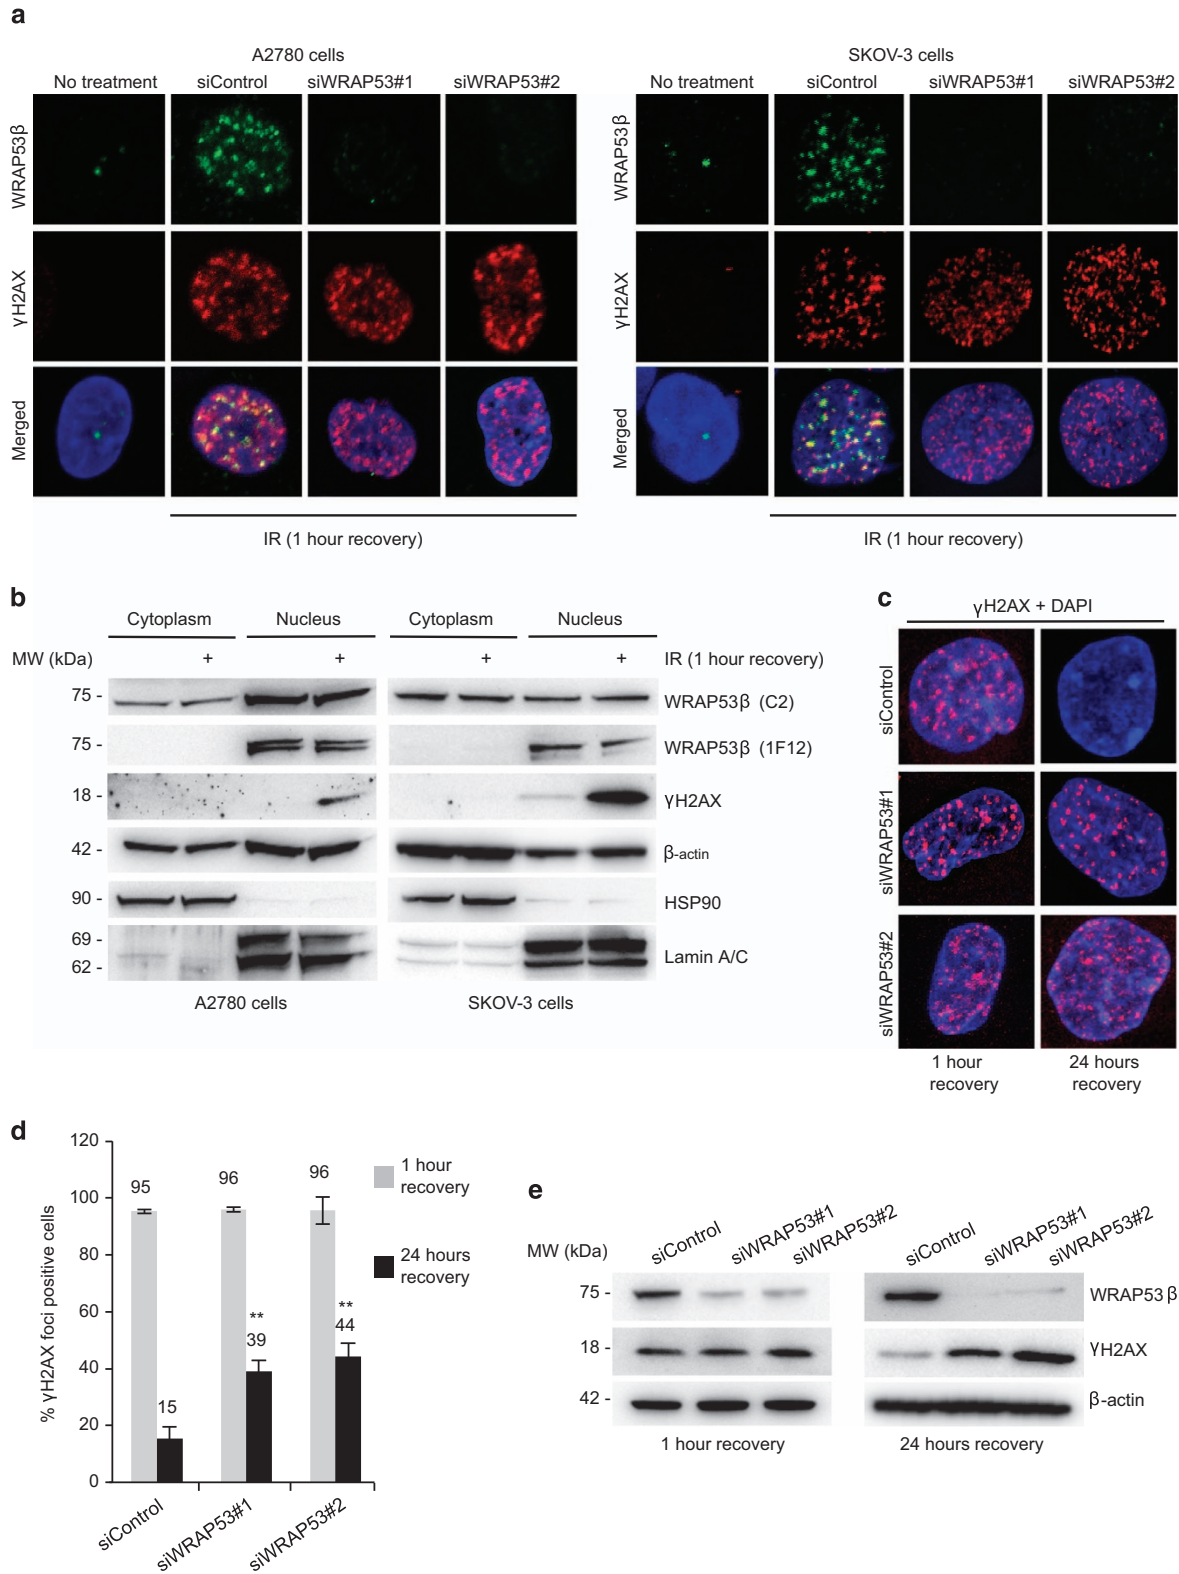 a
A2780 cells
No treatment siControl siWRAP53#1 siWRAP53#2
WRAP53β
γH2AX
Merged
IR (1 hour recovery)
SKOV-3 cells
No treatment siControl siWRAP53#1 siWRAP53#2
WRAP53β
γH2AX
Merged
IR (1 hour recovery)
b
Cytoplasm Nucleus Cytoplasm Nucleus
MW (kDa) + + + + IR (1 hour recovery)
75 - WRAP53β (C2)
75 - WRAP53β (1F12)
18 - γH2AX
42 - β-actin
90 - HSP90
69 -
62 - Lamin A/C
A2780 cells SKOV-3 cells
c
γH2AX + DAPI
siControl
siWRAP53#1
siWRAP53#2
1 hour recovery
24 hours recovery
d
% γH2AX foci positive cells
120
100
80
60
40
20
0
95
15
96
**
39
96
**
44
1 hour
recovery
24 hours
recovery
siControl
siWRAP53#1
siWRAP53#2
e
MW (kDa)
siControl siWRAP53#1 siWRAP53#2 siControl siWRAP53#1 siWRAP53#2
75 - WRAP53β
18 - γH2AX
42 - β-actin
1 hour recovery 24 hours recovery